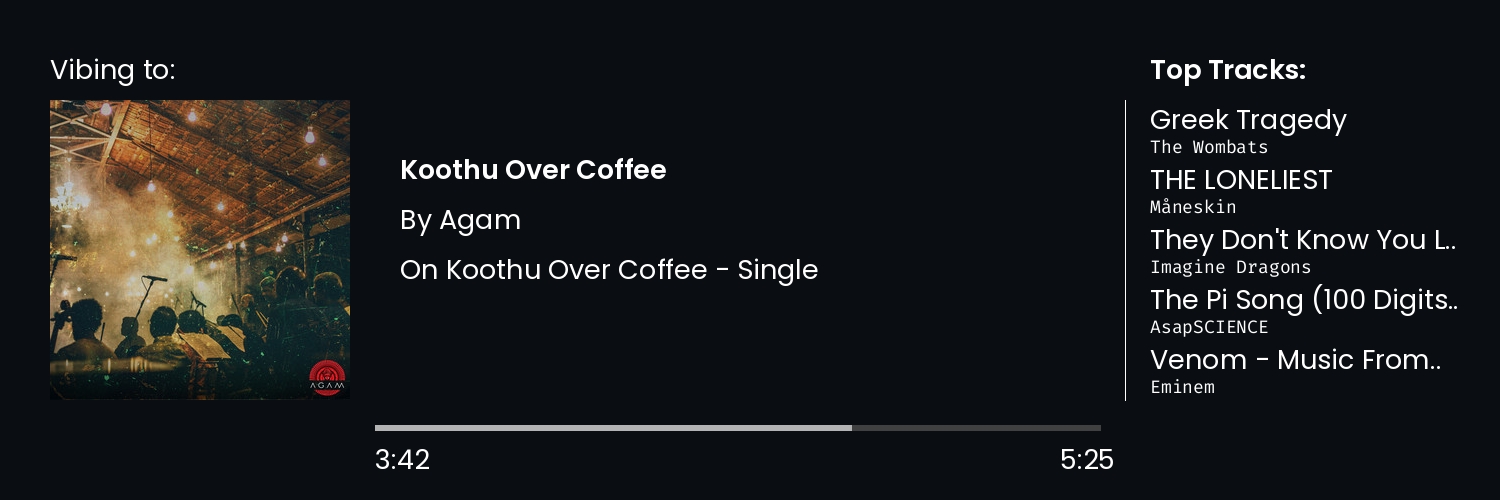 Vibing to:
AGAM
Koothu Over Coffee
By Agam
On Koothu Over Coffee - Single
3:42
5:25
Top Tracks:
Greek Tragedy
The Wombats
THE LONELIEST
Måneskin
They Don't Know You L..
Imagine Dragons
The Pi Song (100 Digits..
AsapSCIENCE
Venom - Music From..
Eminem